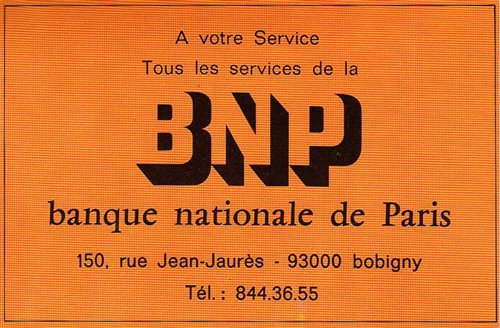 A votre Service
Tous les services de la
BNP
banque nationale de Paris
150, rue Jean-Jaurès - 93000 bobigny
Tél.: 844.36.55